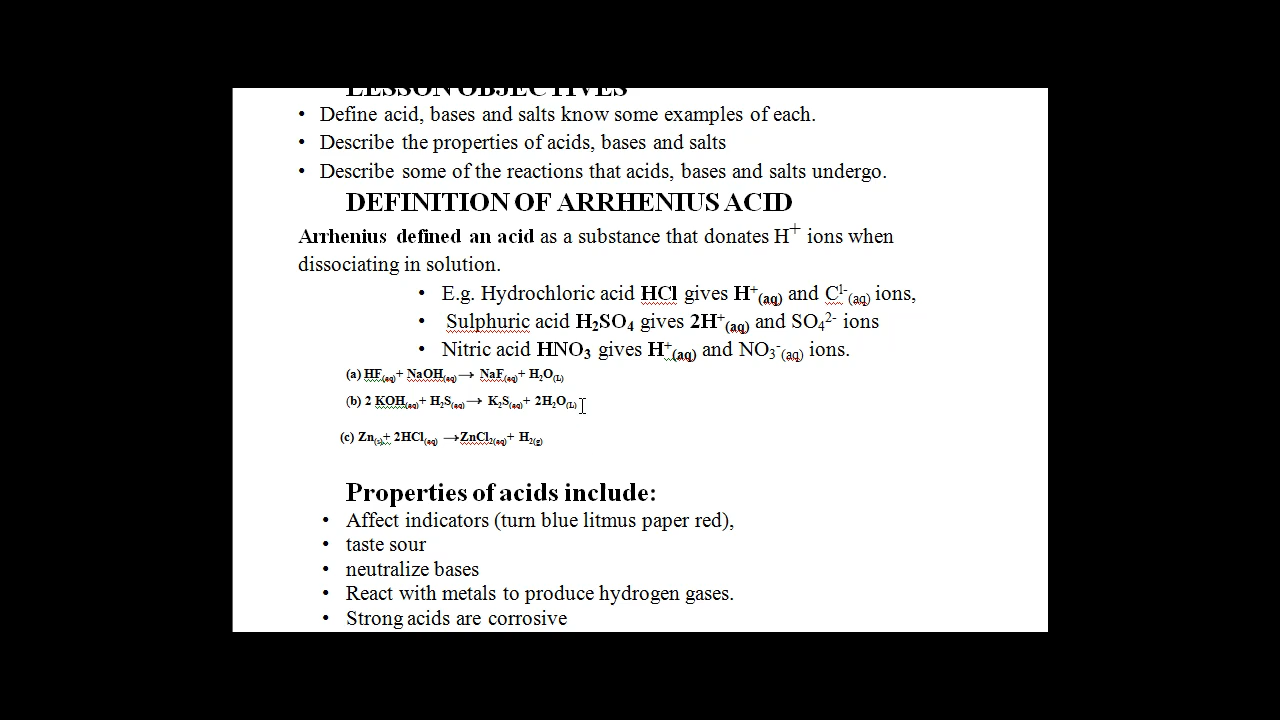 LESSON OBJECTIVES
• Define acid, bases and salts know some examples of each.
• Describe the properties of acids, bases and salts
• Describe some of the reactions that acids, bases and salts undergo.
DEFINITION OF ARRHENIUS ACID
Arrhenius defined an acid as a substance that donates H⁺ ions when
dissociating in solution.
• E.g. Hydrochloric acid HCl gives H⁺(aq) and Cˡ⁻(aq) ions,
• Sulphuric acid H₂SO₄ gives 2H⁺(aq) and SO₄²⁻ ions
• Nitric acid HNO₃ gives H⁺(aq) and NO₃⁻(aq) ions.
(a) HF(aq)+ NaOH(aq)→ NaF(aq)+ H₂O(L)
(b) 2 KOH(aq)+ H₂S(aq)→ K₂S(aq)+ 2H₂O(L)
(c) Zn(s)+ 2HCl(aq) →ZnCl₂(aq)+ H₂(g)
Properties of acids include:
• Affect indicators (turn blue litmus paper red),
• taste sour
• neutralize bases
• React with metals to produce hydrogen gases.
• Strong acids are corrosive